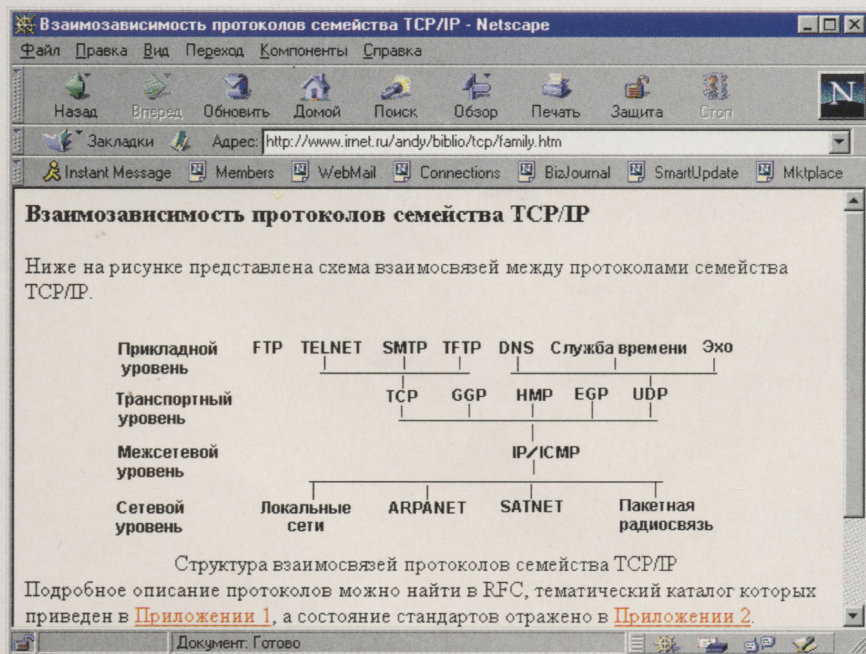 Взаимозависимость протоколов семейства TCP/IP - Netscape
Файл Правка Вид Переход Компоненты Справка
Назад Вперед Обновить Домой Поиск Обзор Печать Защита Стоп
N
Закладки Адрес: http://www.irnet.ru/andy/biblio/tcp/family.htm
Instant Message Members WebMail Connections BizJournal SmartUpdate Mktplace
Взаимозависимость протоколов семейства TCP/IP
Ниже на рисунке представлена схема взаимосвязей между протоколами семейства
TCP/IP.
Прикладной FTP TELNET SMTP TFTP DNS Служба времени Эхо
уровень
Транспортный TCP GGP HMP EGP UDP
уровень
Межсетевой IP/ICMP
уровень
Сетевой Локальные ARPANET SATNET Пакетная
уровень сети радиосвязь
Структура взаимосвязей протоколов семейства TCP/IP
Подробное описание протоколов можно найти в RFC, тематический каталог которых
приведен в Приложении 1, а состояние стандартов отражено в Приложении 2.
Документ: Готово